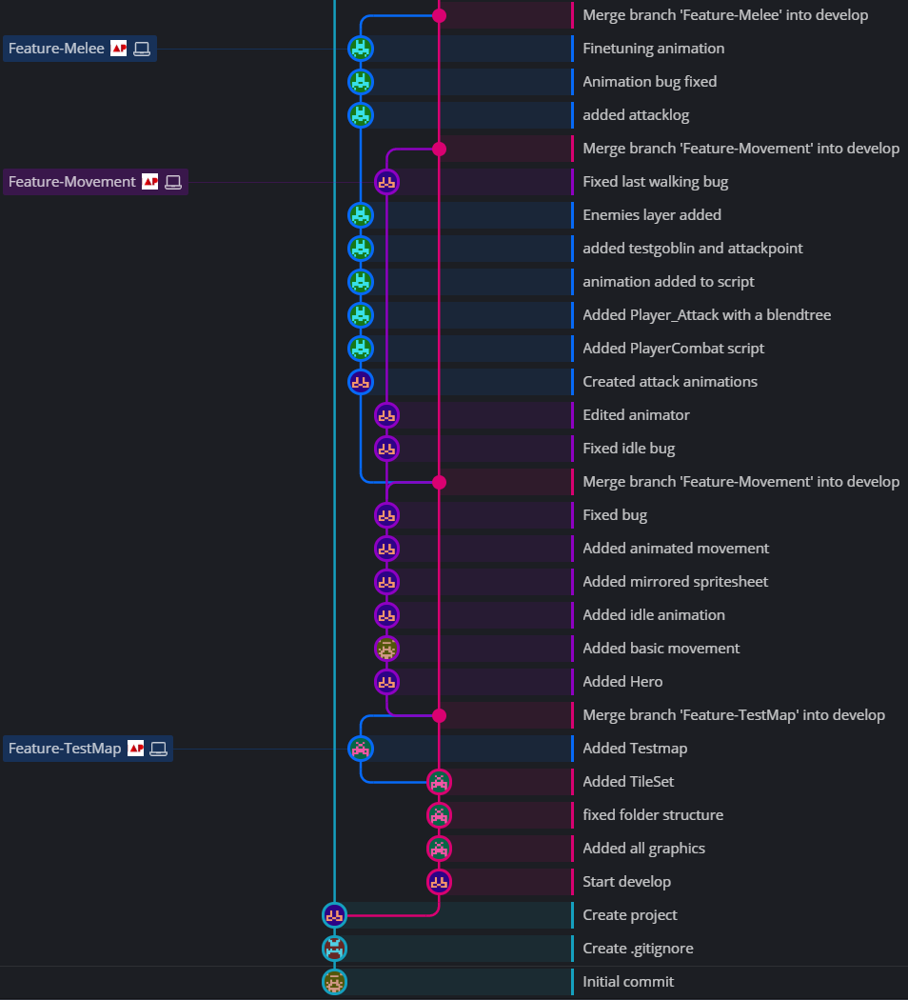 Merge branch 'Feature-Melee' into develop
Feature-Melee AP Finetuning animation
Animation bug fixed
added attacklog
Merge branch 'Feature-Movement' into develop
Feature-Movement AP Fixed last walking bug
Enemies layer added
added testgoblin and attackpoint
animation added to script
Added Player_Attack with a blendtree
Added PlayerCombat script
Created attack animations
Edited animator
Fixed idle bug
Merge branch 'Feature-Movement' into develop
Fixed bug
Added animated movement
Added mirrored spritesheet
Added idle animation
Added basic movement
Added Hero
Merge branch 'Feature-TestMap' into develop
Feature-TestMap AP Added Testmap
Added TileSet
fixed folder structure
Added all graphics
Start develop
Create project
Create .gitignore
Initial commit